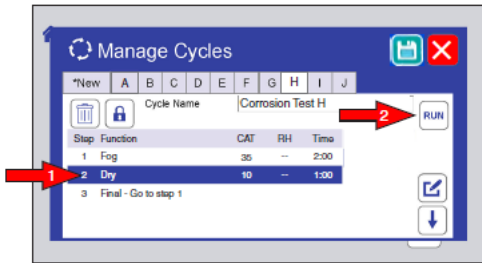 Manage Cycles
*New A B C D E F G H I J
Cycle Name Corrosion Test H
2
RUN
Step Function CAT RH Time
1 Fog 35 -- 2:00
1
2 Dry 10 -- 1:00
3 Final - Go to step 1